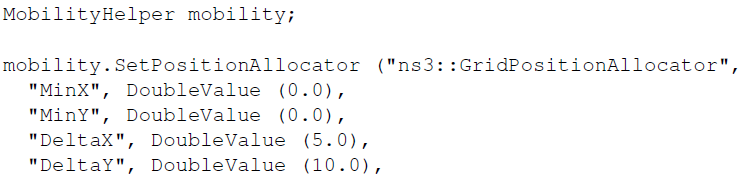 MobilityHelper mobility;
mobility.SetPositionAllocator ("ns3::GridPositionAllocator",
"MinX", DoubleValue (0.0),
"MinY", DoubleValue (0.0),
"DeltaX", DoubleValue (5.0),
"DeltaY", DoubleValue (10.0),